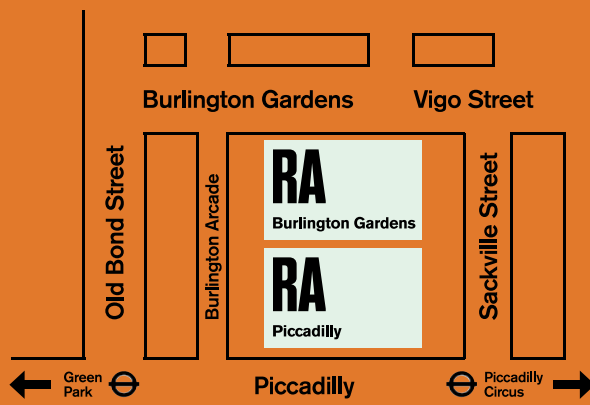 Burlington Gardens
Vigo Street
Old Bond Street
Burlington Arcade
RA
Burlington Gardens
RA
Piccadilly
Sackville Street
Green
Park
Piccadilly
Piccadilly
Circus